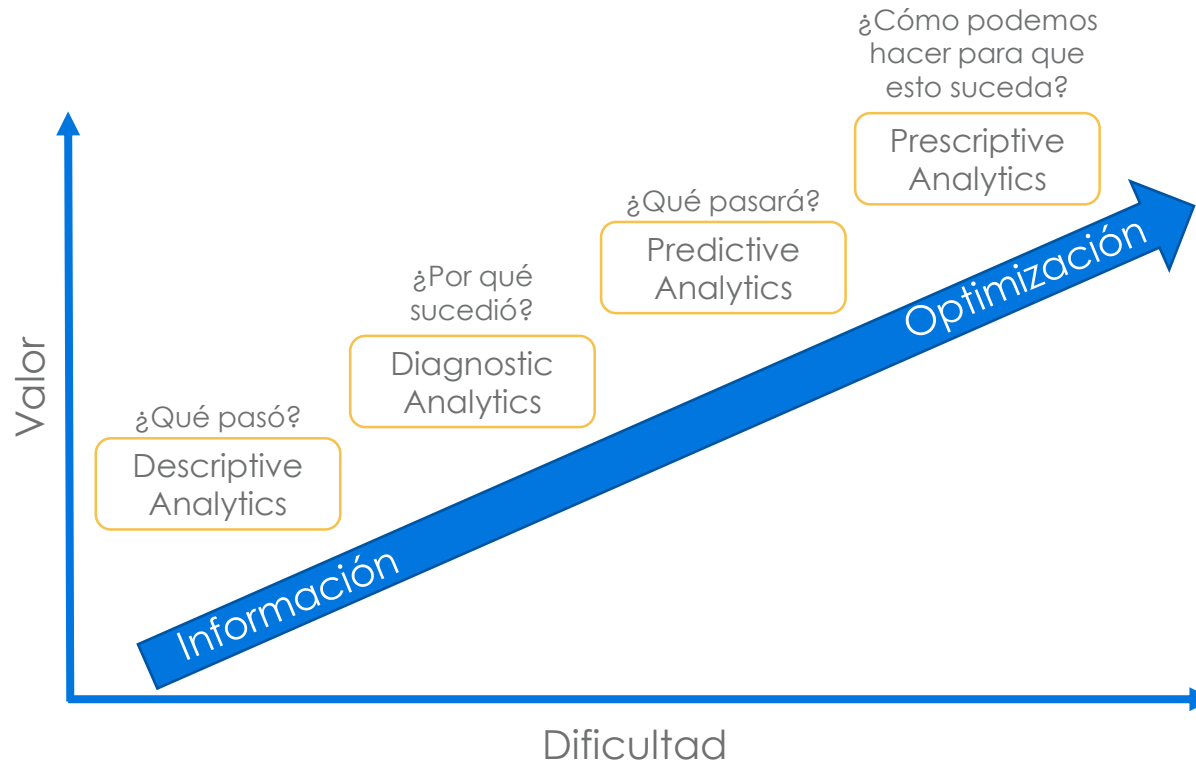 ¿Cómo podemos
hacer para que
esto suceda?
Prescriptive
Analytics
¿Qué pasará?
Predictive
Analytics
¿Por qué
sucedió?
Diagnostic
Analytics
¿Qué pasó?
Descriptive
Analytics
Información
Optimización
Valor
Dificultad